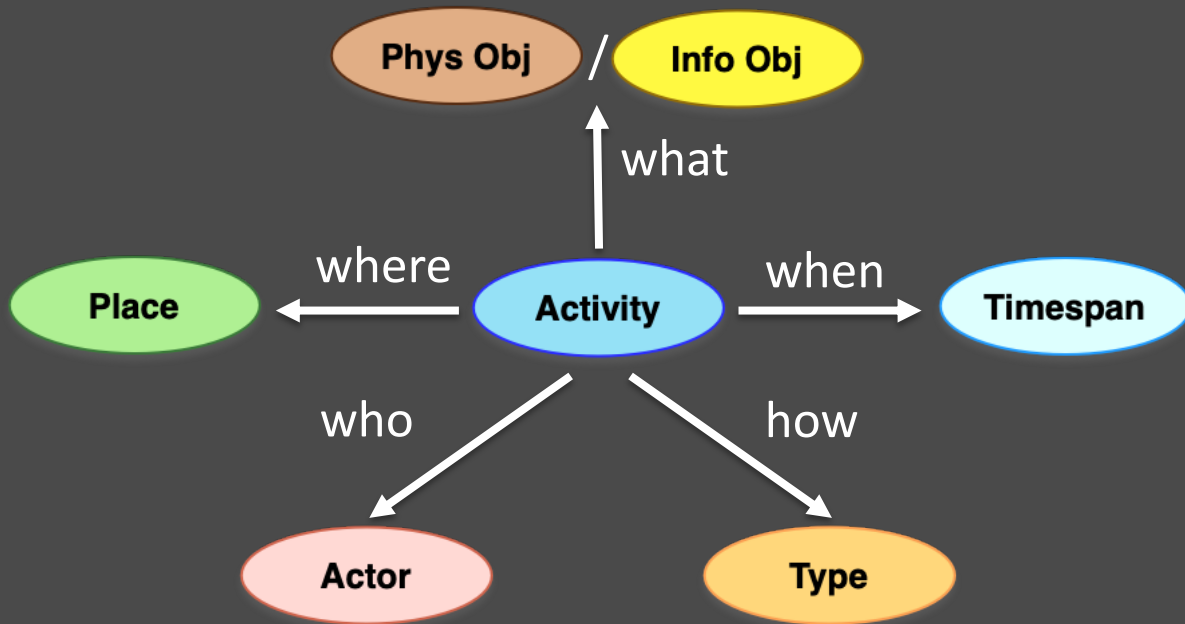 Phys Obj / Info Obj
what
where
when
Place
Activity
Timespan
who
how
Actor
Type